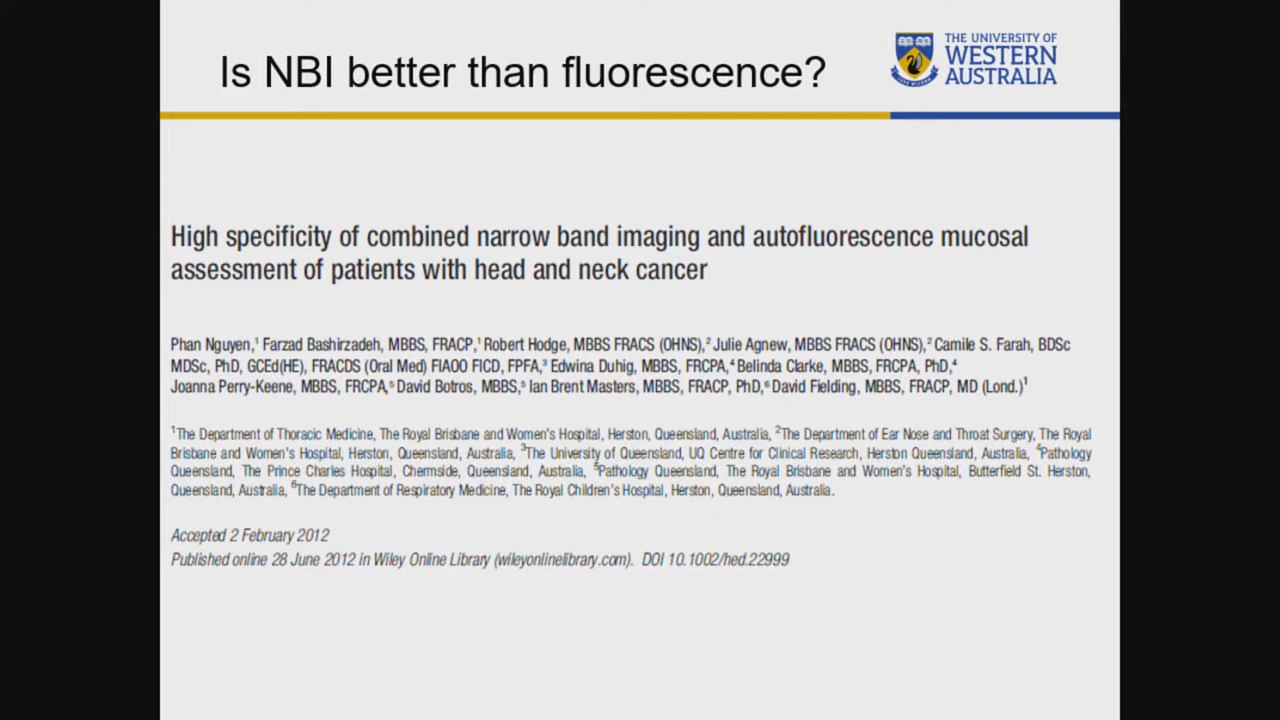 Is NBI better than fluorescence?
THE UNIVERSITY OF
WESTERN
AUSTRALIA
High specificity of combined narrow band imaging and autofluorescence mucosal
assessment of patients with head and neck cancer
Phan Nguyen,¹ Farzad Bashirzadeh, MBBS, FRACP,¹ Robert Hodge, MBBS FRACS (OHNS),² Julie Agnew, MBBS FRACS (OHNS),² Camile S. Farah, BDSc
MDSc, PhD, GCEd(HE), FRACDS (Oral Med) FIAOO FICD, FPFA,³ Edwina Duhig, MBBS, FRCPA,⁴ Belinda Clarke, MBBS, FRCPA, PhD,⁴
Joanna Perry-Keene, MBBS, FRCPA,⁵ David Botros, MBBS,⁵ Ian Brent Masters, MBBS, FRACP, PhD,⁶ David Fielding, MBBS, FRACP, MD (Lond.)¹
¹The Department of Thoracic Medicine, The Royal Brisbane and Women's Hospital, Herston, Queensland, Australia, ²The Department of Ear Nose and Throat Surgery, The Royal
Brisbane and Women's Hospital, Herston, Queensland, Australia, ³The University of Queensland, UQ Centre for Clinical Research, Herston Queensland, Australia, ⁴Pathology
Queensland, The Prince Charles Hospital, Chermside, Queensland, Australia, ⁵Pathology Queensland, The Royal Brisbane and Women's Hospital, Butterfield St. Herston,
Queensland, Australia, ⁶The Department of Respiratory Medicine, The Royal Children's Hospital, Herston, Queensland, Australia.
Accepted 2 February 2012
Published online 28 June 2012 in Wiley Online Library (wileyonlinelibrary.com). DOI 10.1002/hed.22999